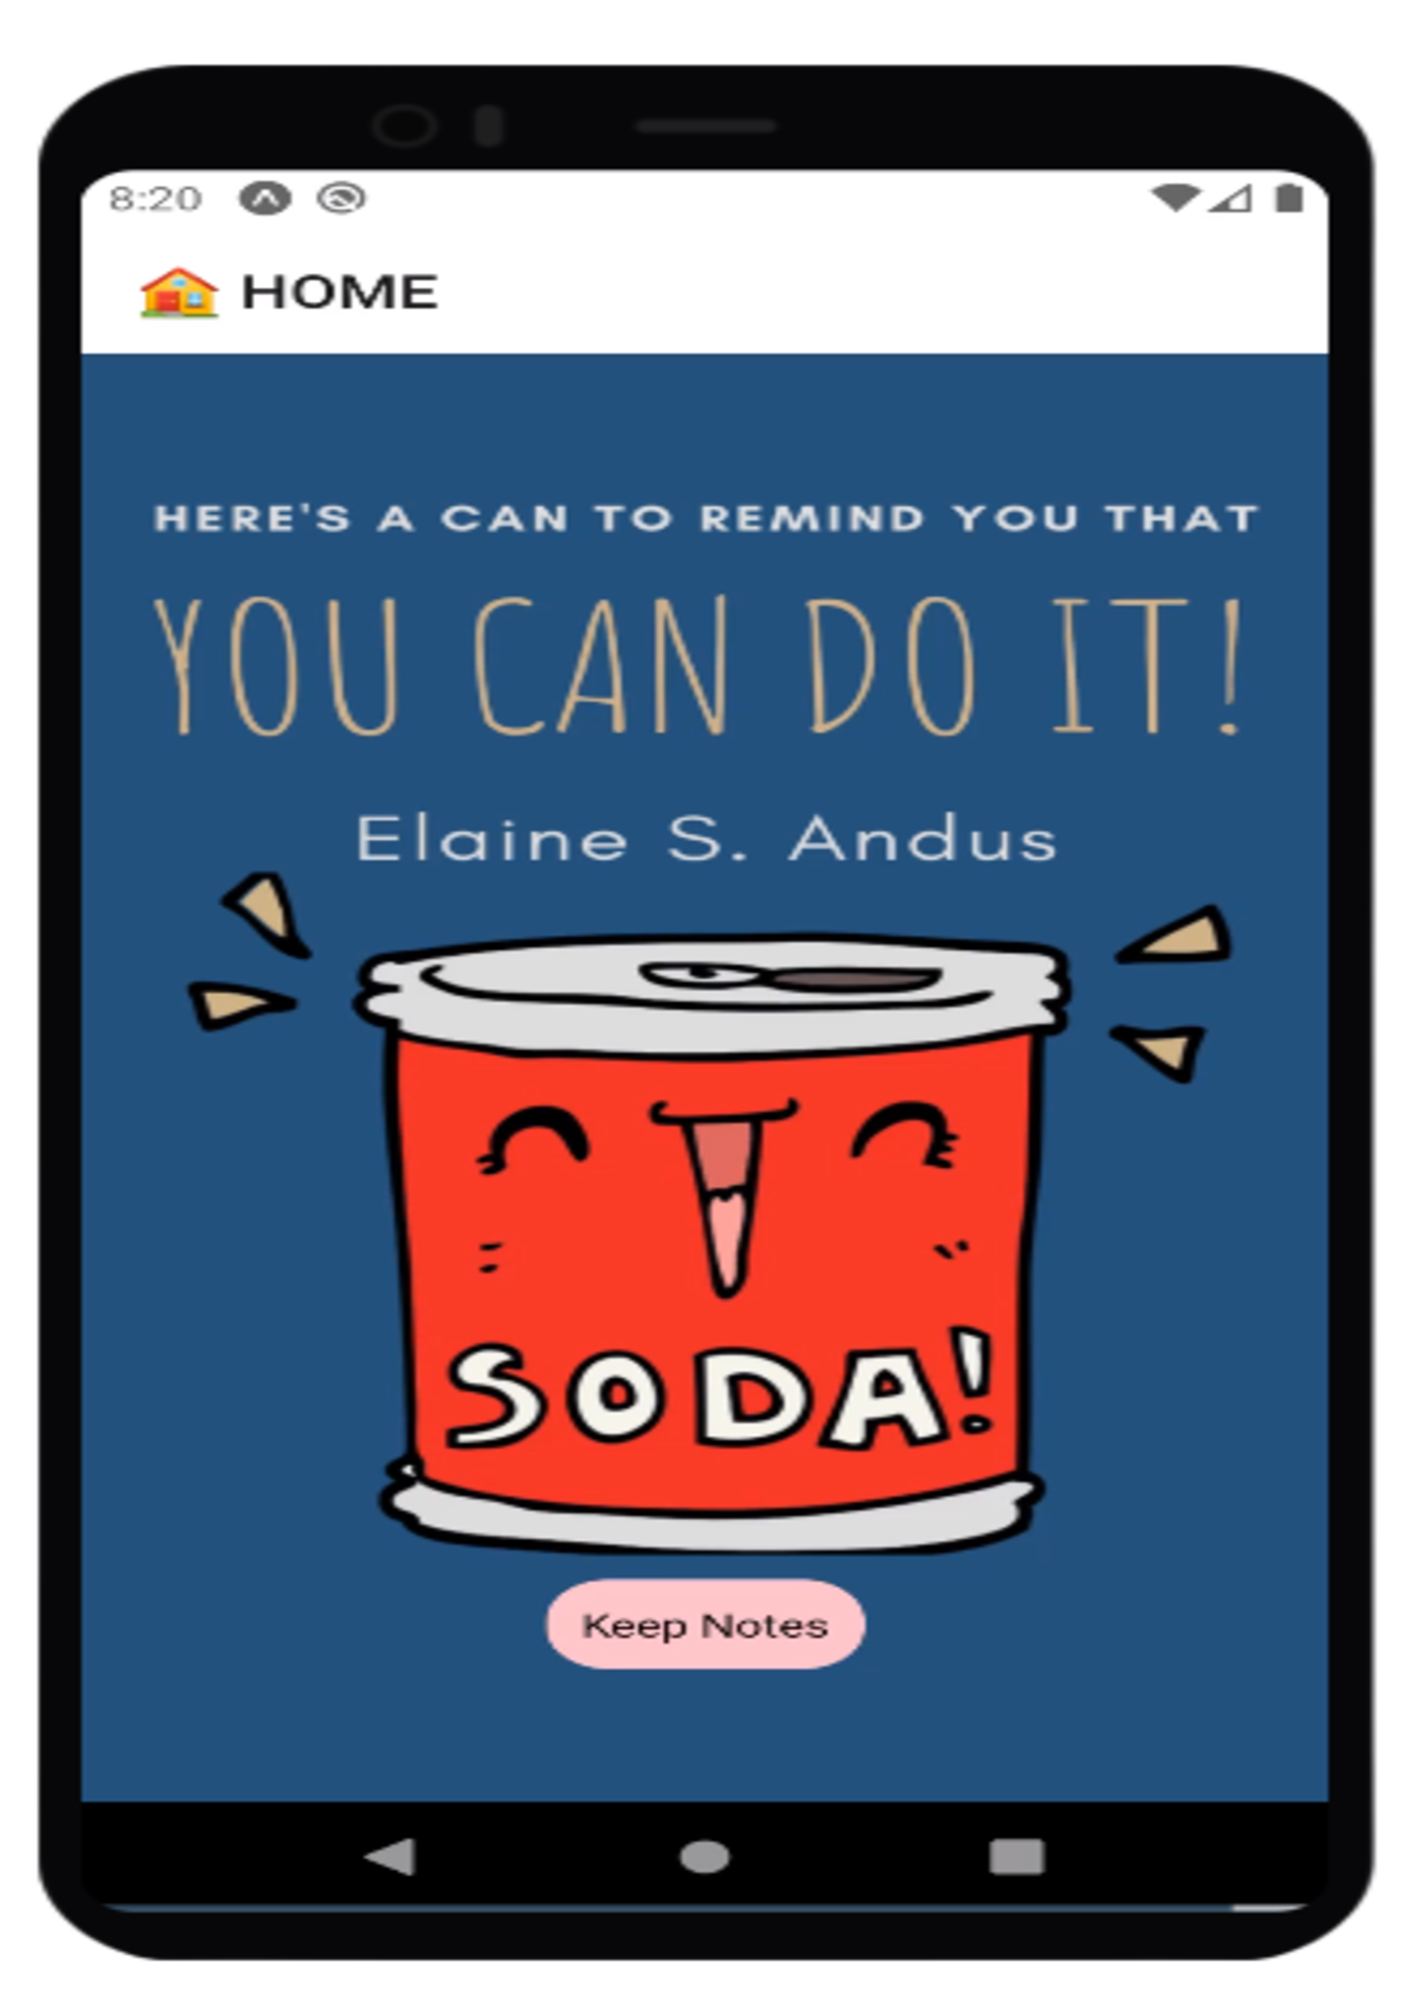 8:20
HOME
HERE'S A CAN TO REMIND YOU THAT
YOU CAN DO IT!
Elaine S. Andus
SODA!
Keep Notes